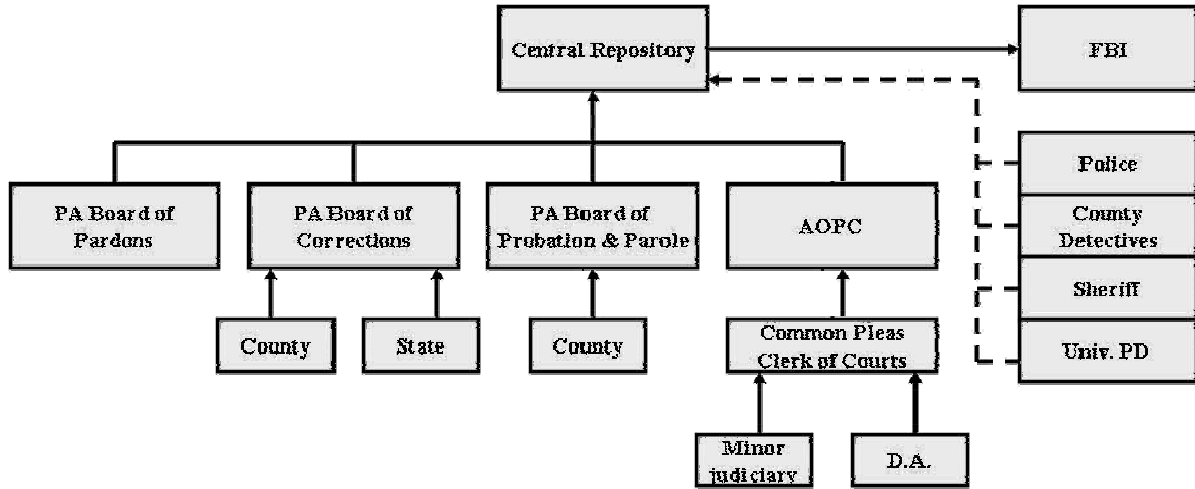 Central Repository
FBI
Police
County
Detectives
Sheriff
Univ. PD
PA Board of
Pardons
PA Board of
Corrections
PA Board of
Probation & Parole
AOPC
County
State
County
Common Pleas
Clerk of Courts
Minor
judiciary
D.A.